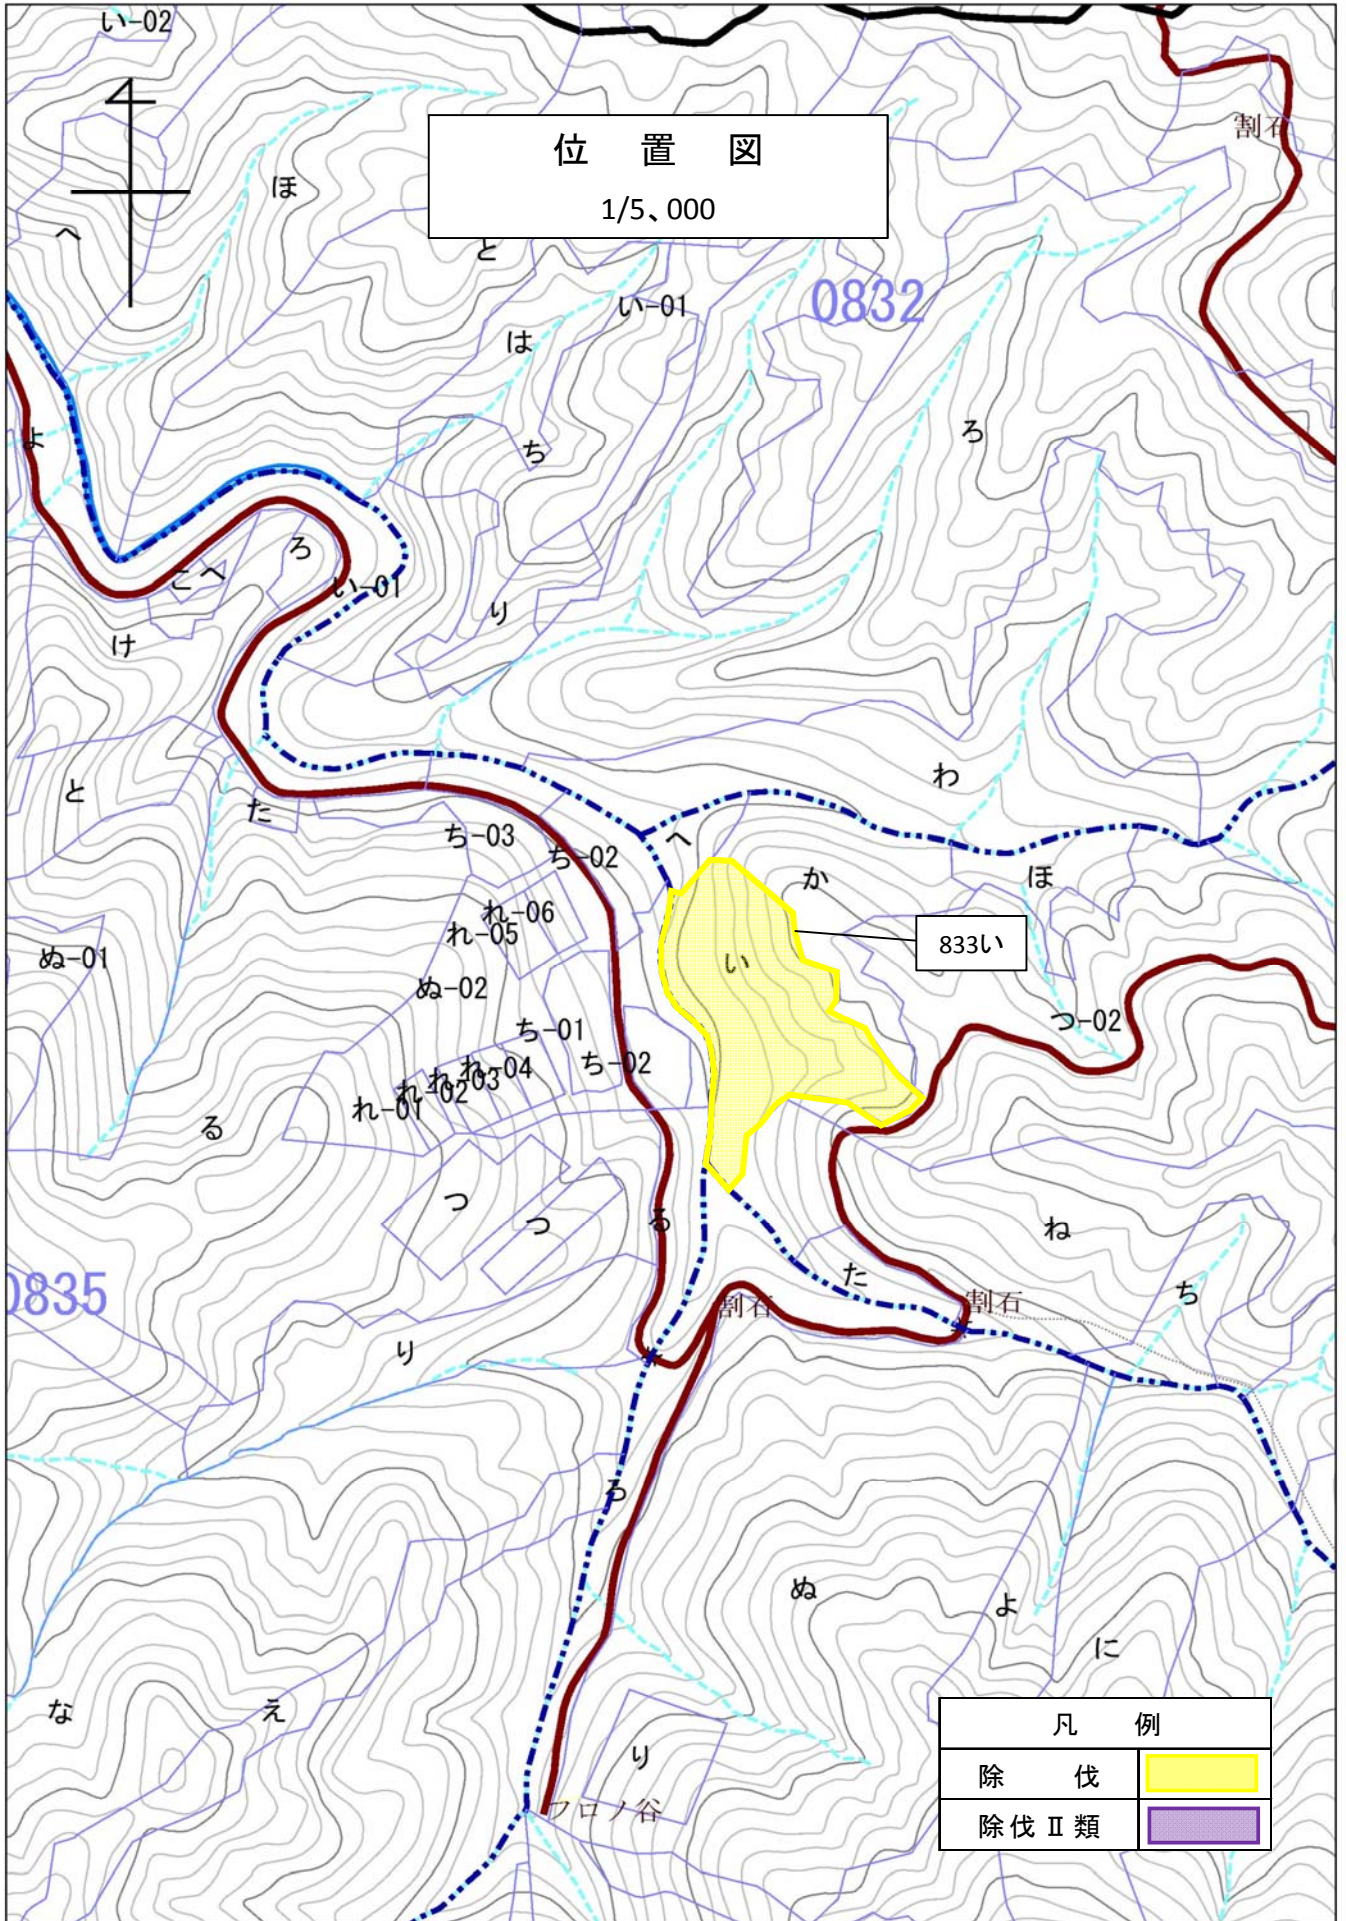 い-02
位 置 図
1/5、000
割石
ほ
へ
と
い-01
0832
は
よ
ち
ろ
ろ
こへ
い-01
り
け
わ
と
た
ち-03
ち-02
へ
か
ほ
れ-06
れ-05
833い
ぬ-01
い
ぬ-02
つ-02
ち-01
ち-02
れ-04
れ-03
れ-02
れ-01
る
つ
つ
る
ね
0835
た
割石
割石
ち
り
ろ
ぬ
よ
に
な
え
り
フロノ谷
凡 例
除 伐
除伐Ⅱ類